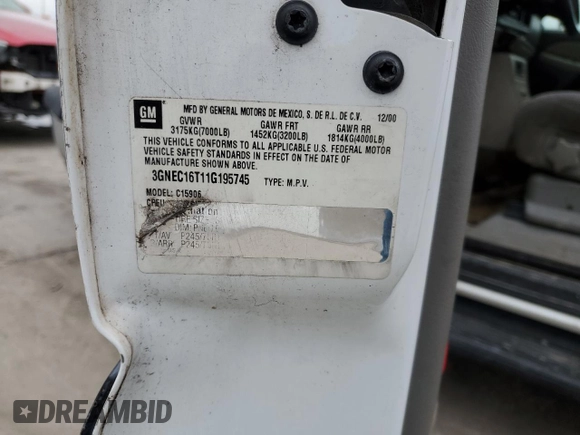 GM
MFD BY GENERAL MOTORS DE MEXICO, S. DE R.L. DE C.V. 12/00
GVWR GAWR FRT GAWR RR
3175KG(7000LB) 1452KG(3200LB) 1814KG(4000LB)
THIS VEHICLE CONFORMS TO ALL APPLICABLE U.S. FEDERAL MOTOR
VEHICLE SAFETY STANDARDS IN EFFECT ON THE DATE OF
MANUFACTURE SHOWN ABOVE.
3GNEC16T11G195745 TYPE: M.P.V.
MODEL: C15906
P245/
P245/
DREAMBID